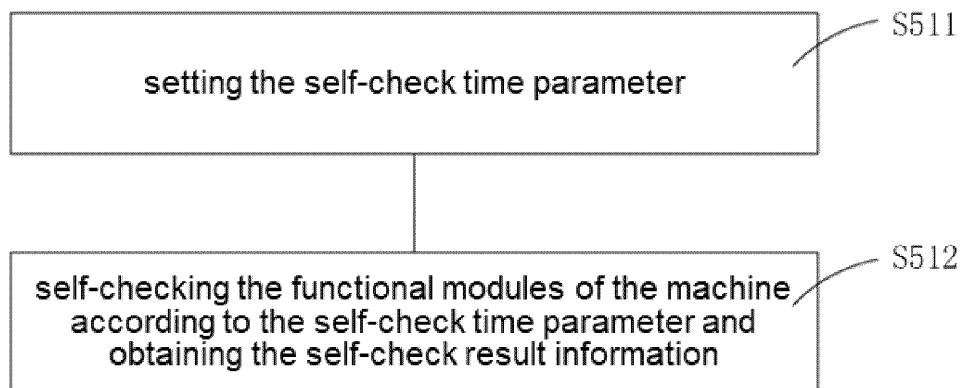 S511
setting the self-check time parameter
S512
self-checking the functional modules of the machine
according to the self-check time parameter and
obtaining the self-check result information